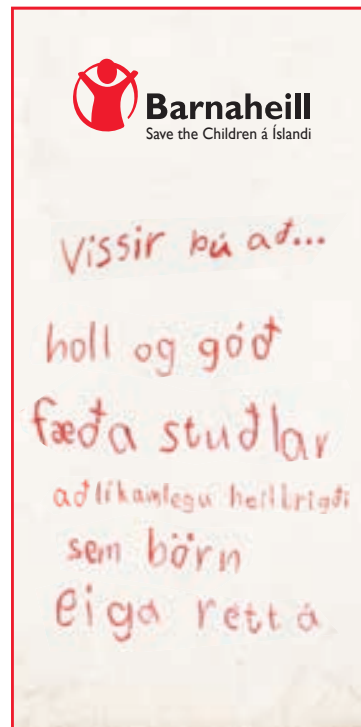 Barnaheill
Save the Children á Íslandi
Vissir þú að...
holl og góð
fæða stuðlar
að líkamlegu heilbrigði
sem börn
eiga rett á